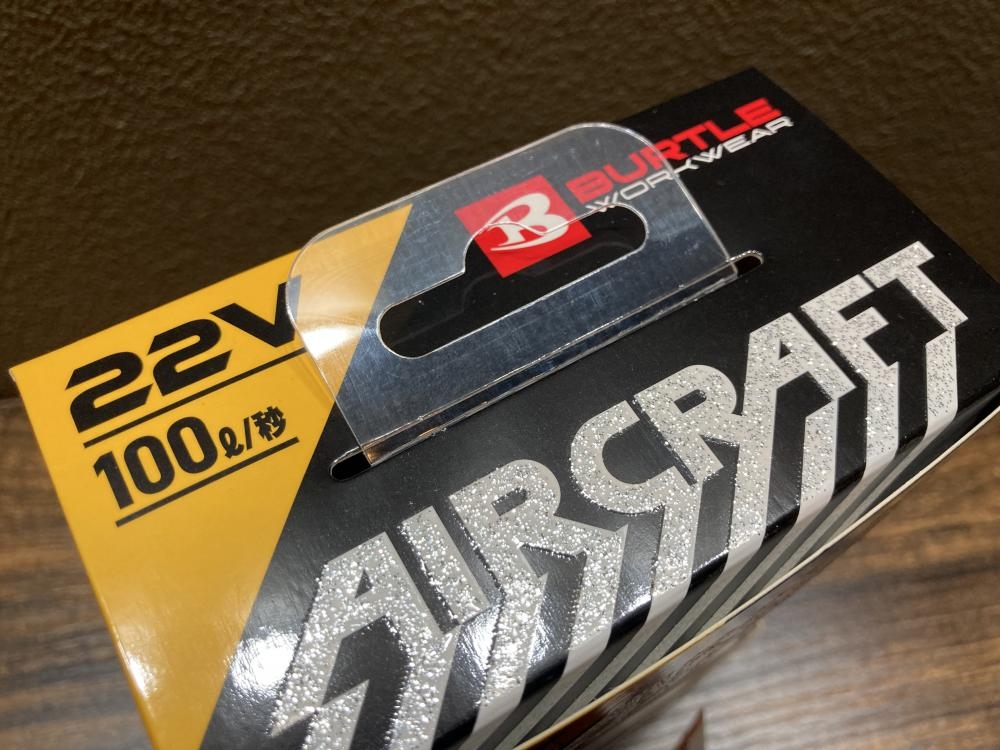 BURTLE
WORKWEAR
22V
100ℓ/秒
AIRCRAFT